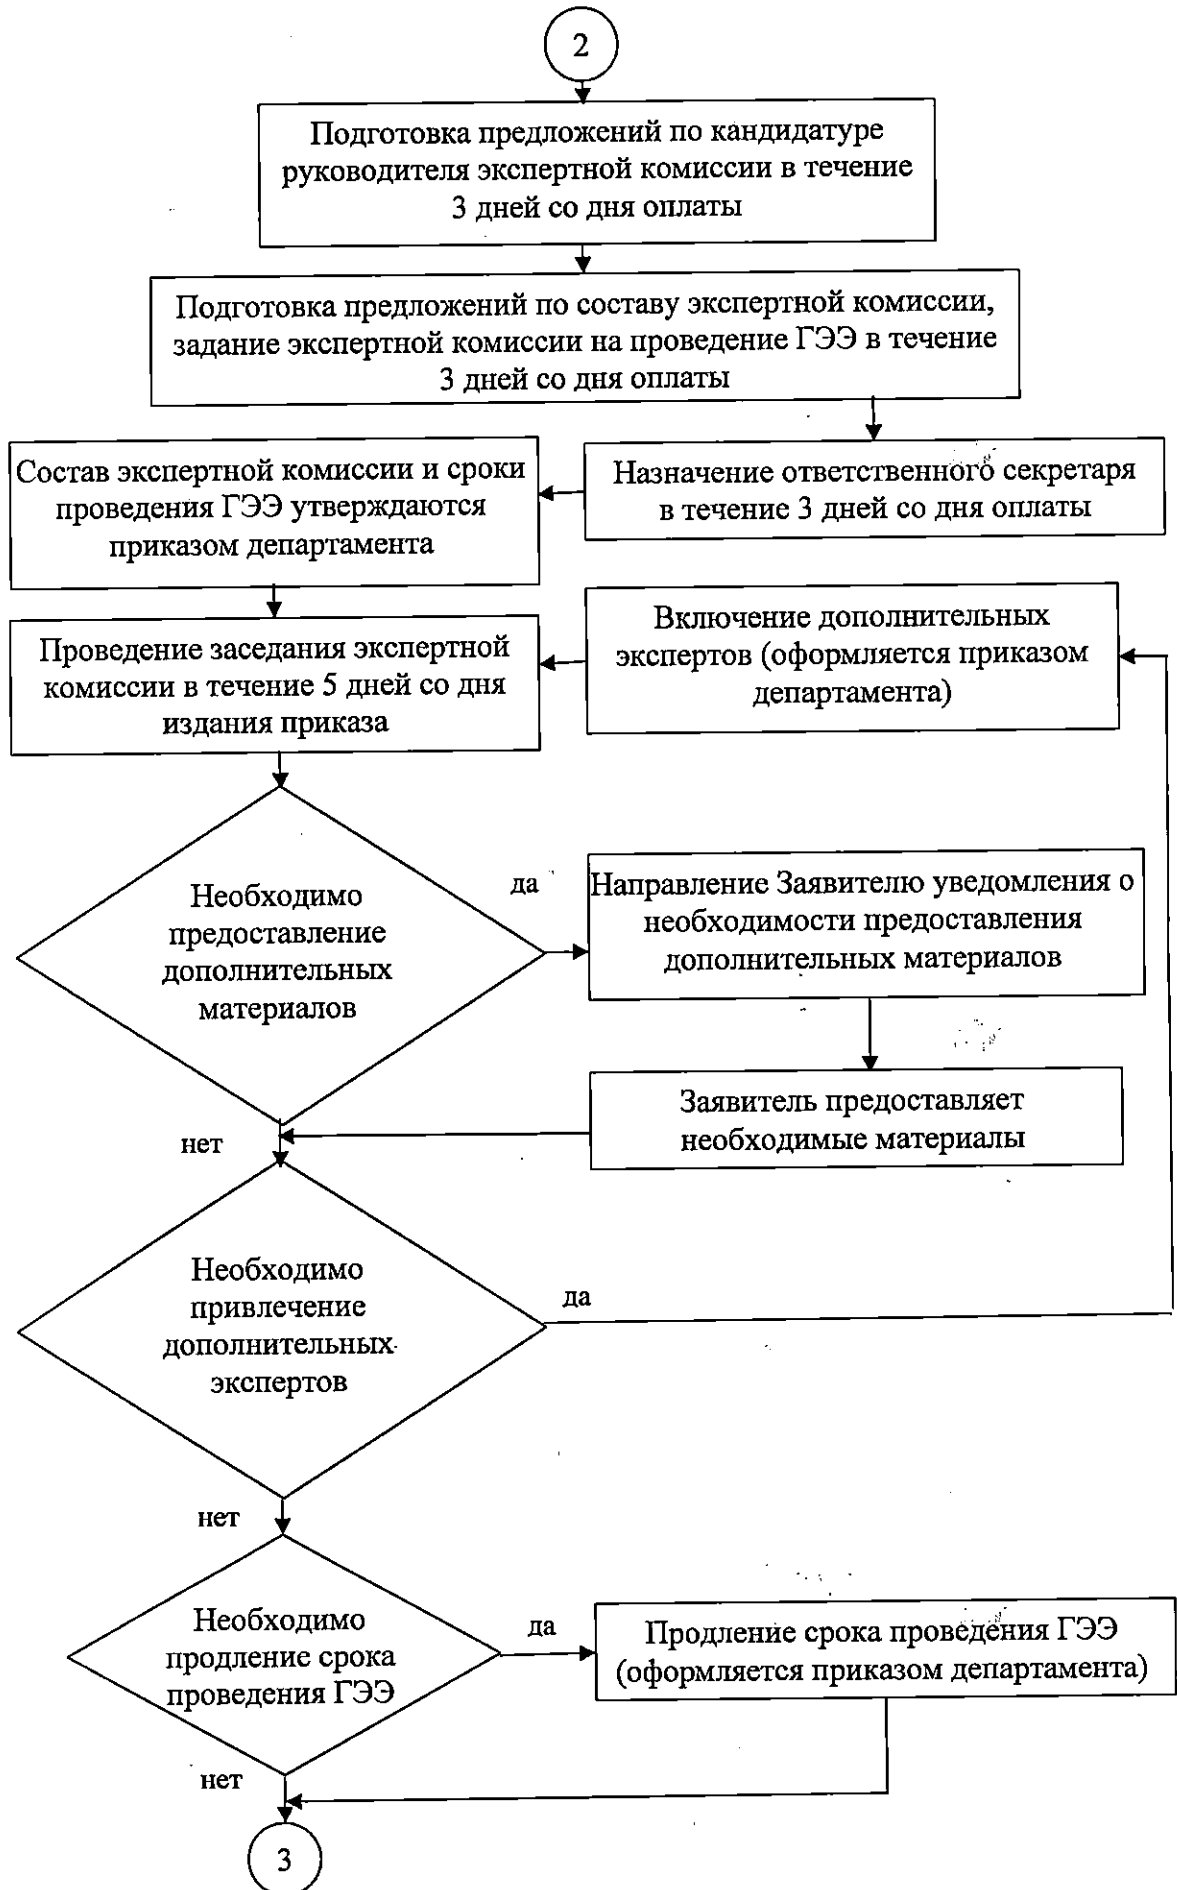 2
Подготовка предложений по кандидатуре
руководителя экспертной комиссии в течение
3 дней со дня оплаты
Подготовка предложений по составу экспертной комиссии,
задание экспертной комиссии на проведение ГЭЭ в течение
3 дней со дня оплаты
Назначение ответственного секретаря
в течение 3 дней со дня оплаты
Состав экспертной комиссии и сроки
проведения ГЭЭ утверждаются
приказом департамента
Включение дополнительных
экспертов (оформляется приказом
департамента)
Проведение заседания экспертной
комиссии в течение 5 дней со дня
издания приказа
Необходимо
предоставление
дополнительных
материалов
да
Направление Заявителю уведомления о
необходимости предоставления
дополнительных материалов
Заявитель предоставляет
необходимые материалы
нет
Необходимо
привлечение
дополнительных
экспертов
да
нет
Необходимо
продление срока
проведения ГЭЭ
да
Продление срока проведения ГЭЭ
(оформляется приказом департамента)
нет
3